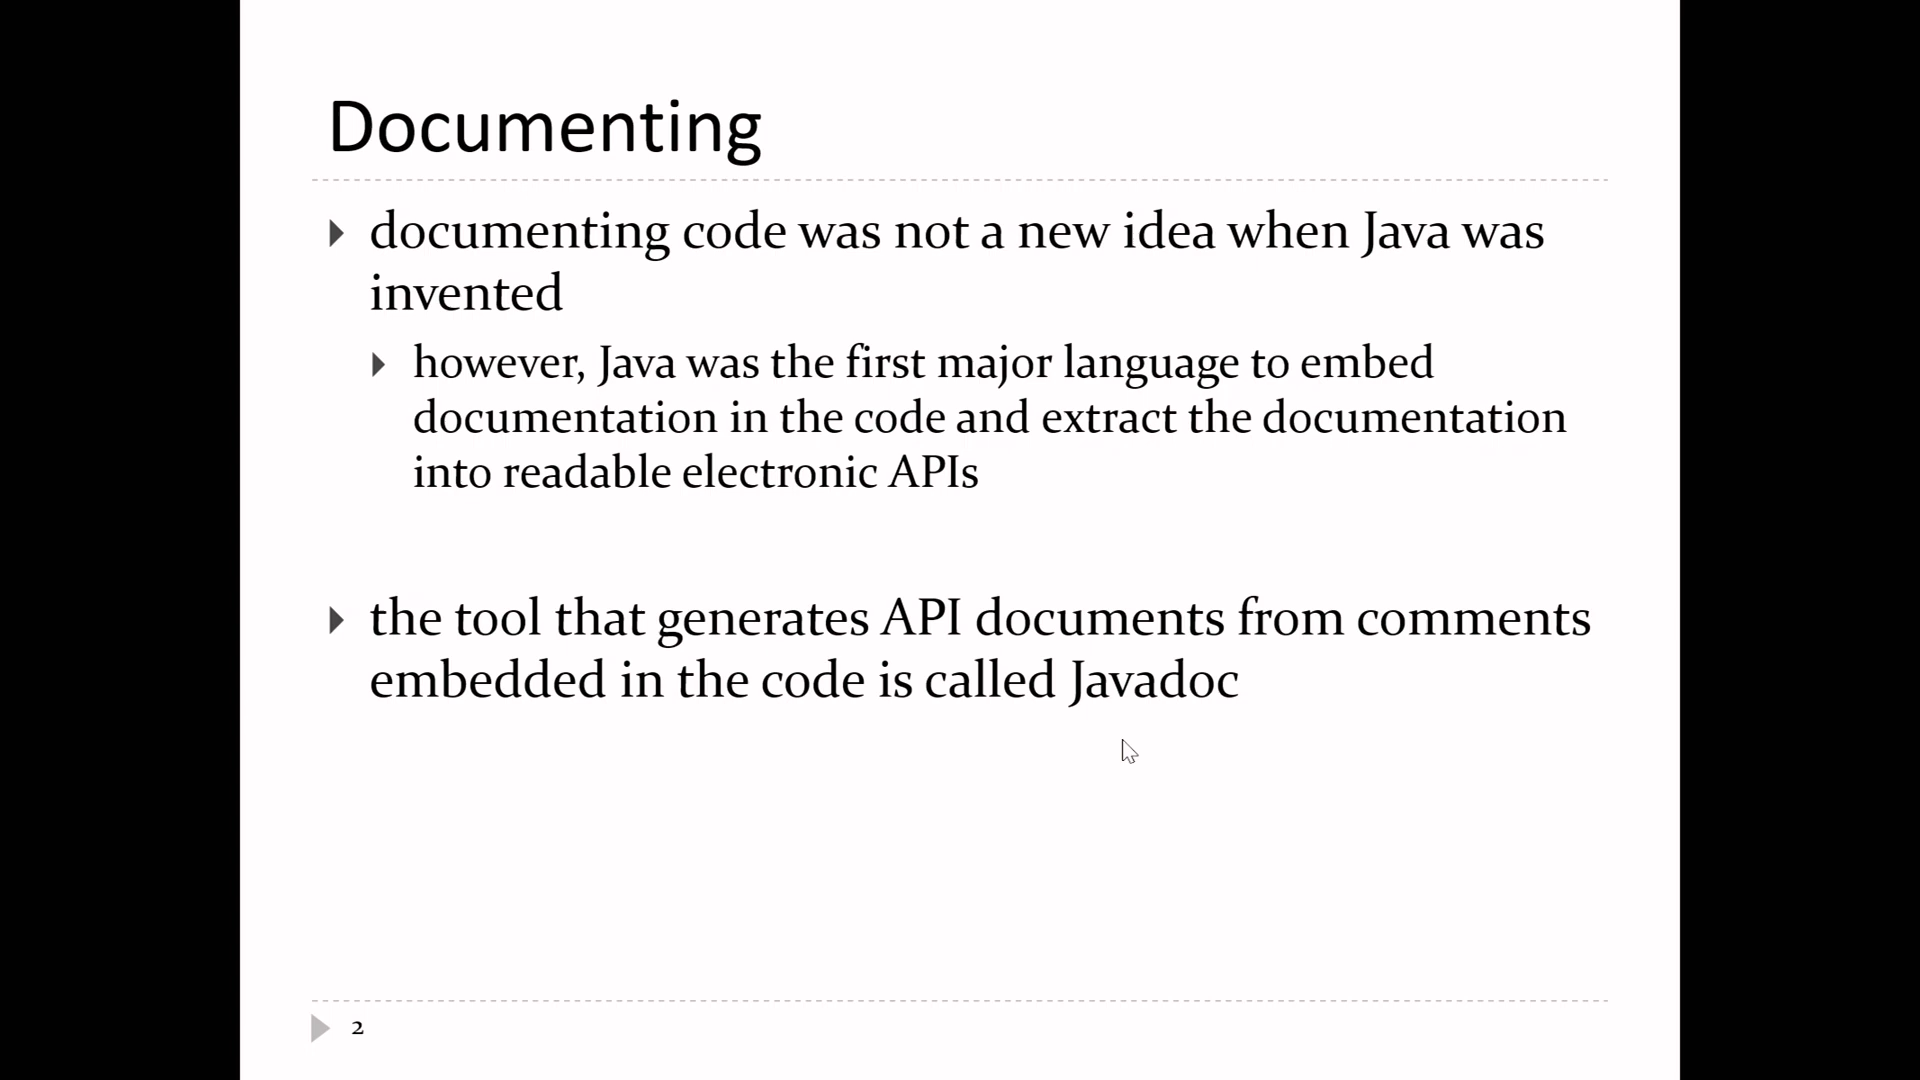 Documenting
documenting code was not a new idea when Java was
invented
however, Java was the first major language to embed
documentation in the code and extract the documentation
into readable electronic APIs
the tool that generates API documents from comments
embedded in the code is called Javadoc
2